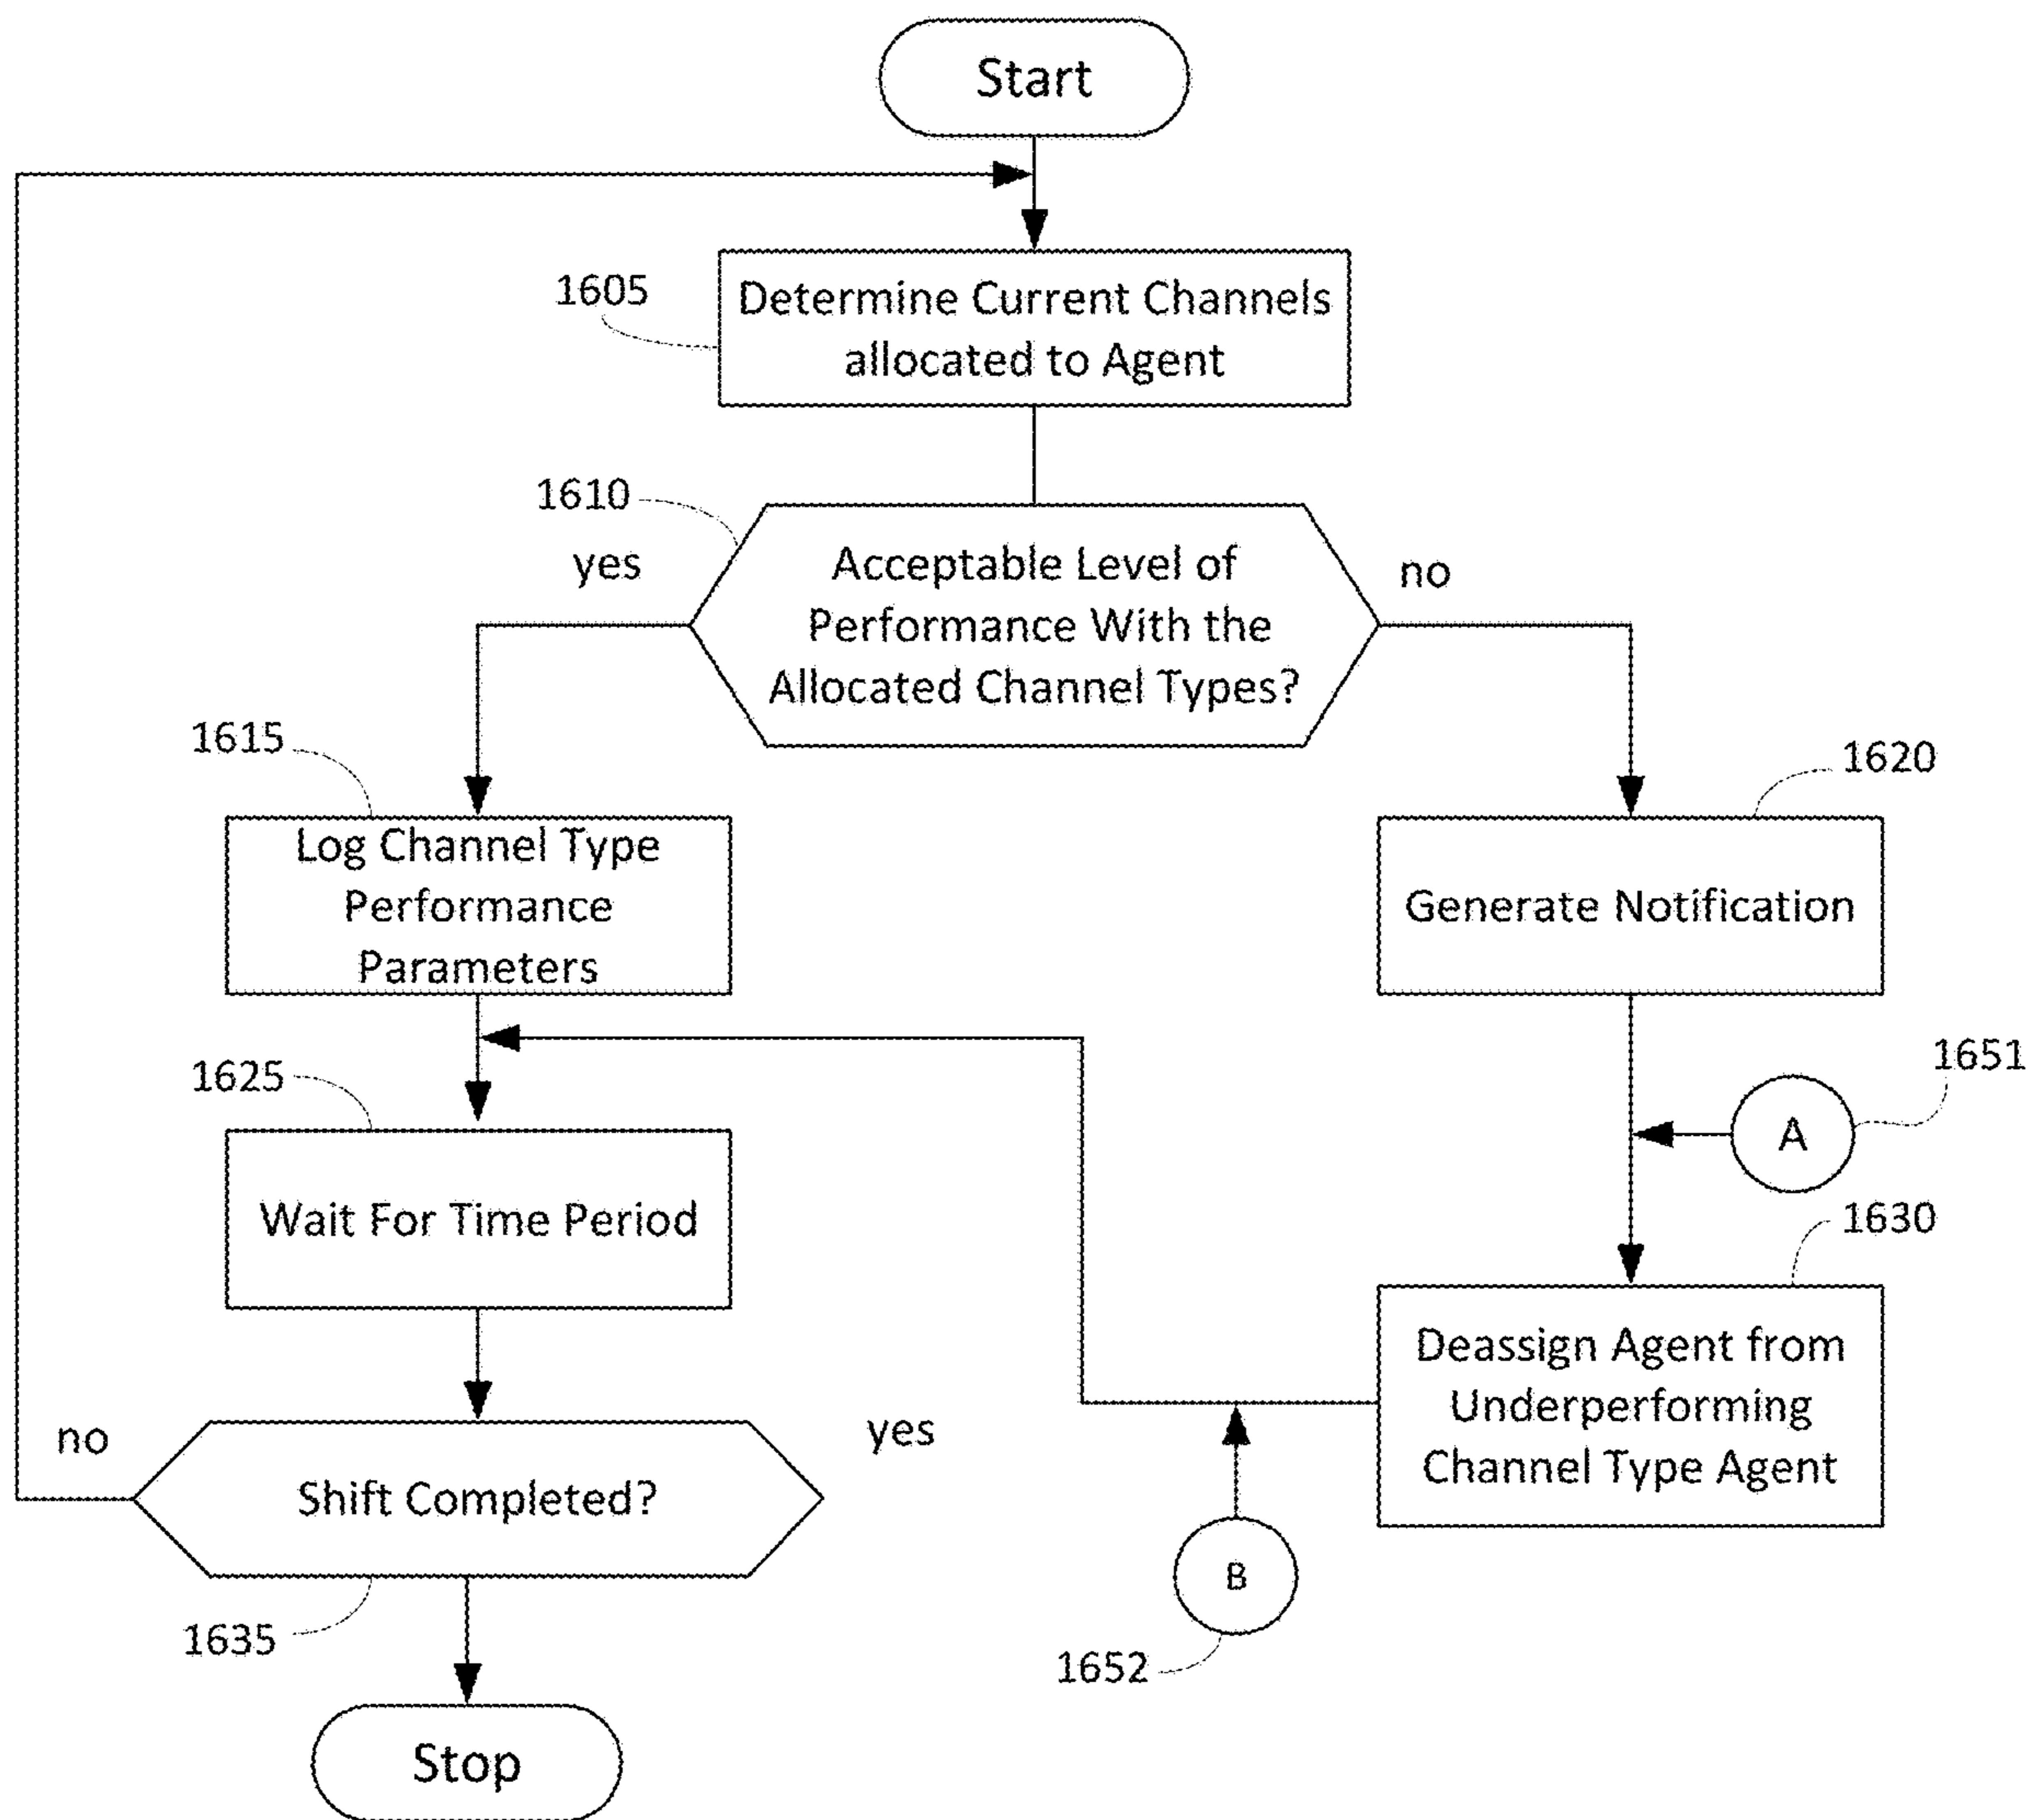 Start
1605
Determine Current Channels
allocated to Agent
1610
yes
Acceptable Level of
Performance With the
Allocated Channel Types?
no
1615
Log Channel Type
Performance
Parameters
1620
Generate Notification
1651
A
1625
Wait For Time Period
1630
Deassign Agent from
Underperforming
Channel Type Agent
no
Shift Completed?
yes
1635
B
1652
Stop